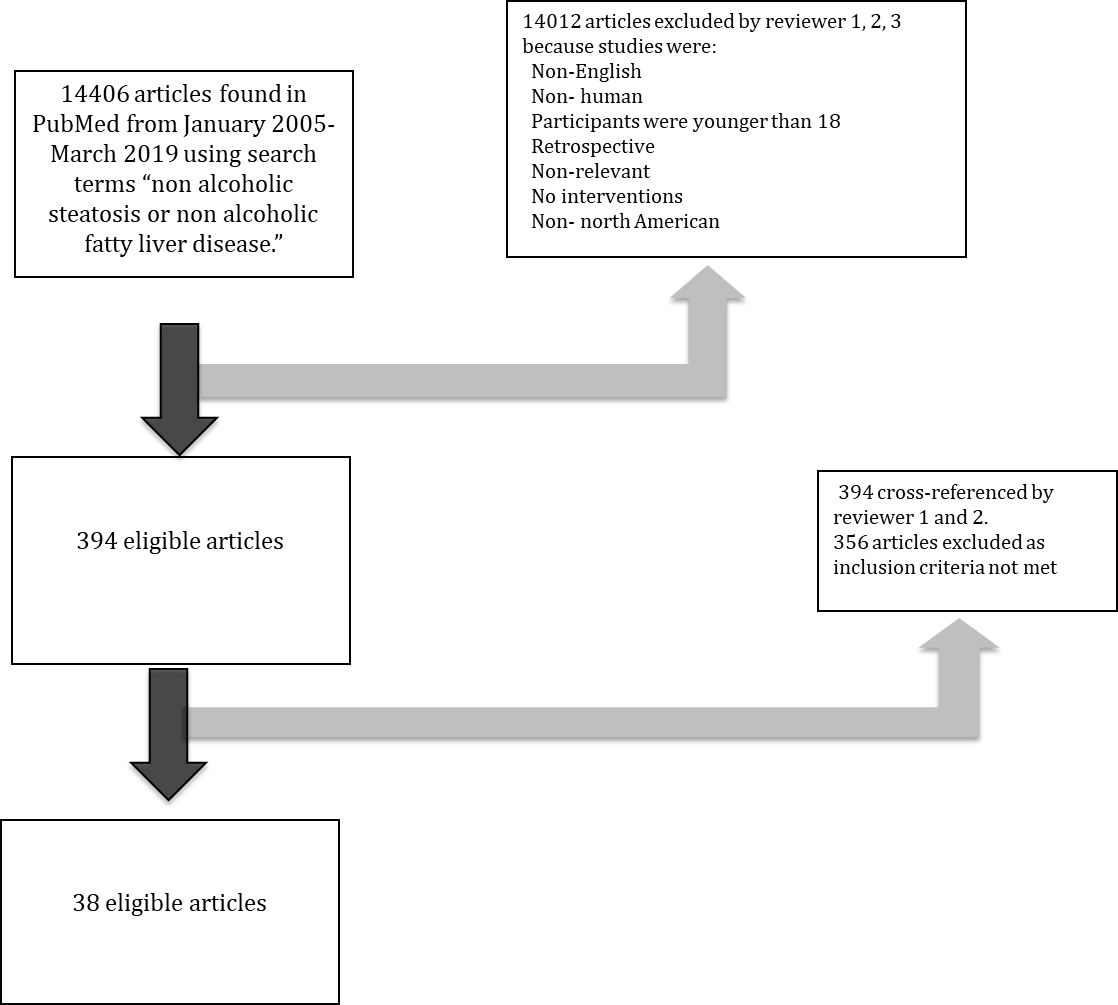 14406 articles found in
PubMed from January 2005-
March 2019 using search
terms “non alcoholic
steatosis or non alcoholic
fatty liver disease.”
14012 articles excluded by reviewer 1, 2, 3
because studies were:
Non-English
Non- human
Participants were younger than 18
Retrospective
Non-relevant
No interventions
Non- north American
394 eligible articles
394 cross-referenced by
reviewer 1 and 2.
356 articles excluded as
inclusion criteria not met
38 eligible articles